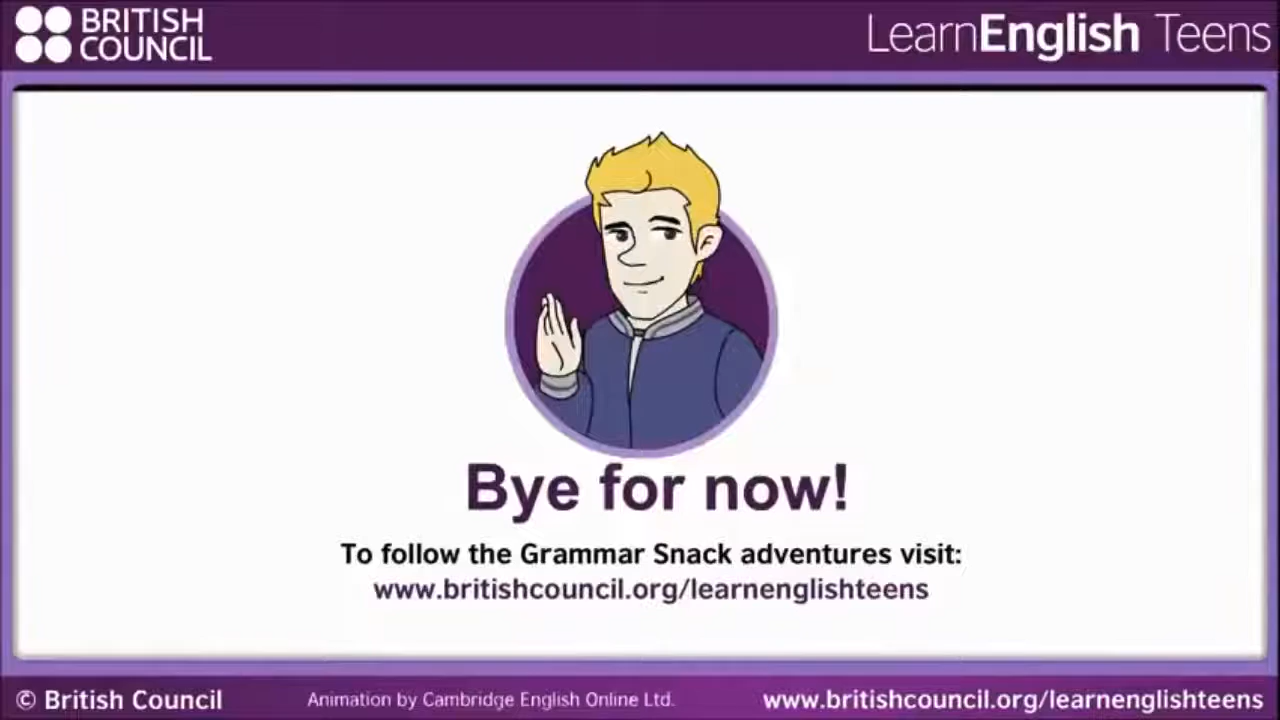 BRITISH
COUNCIL
LearnEnglish Teens
Bye for now!
To follow the Grammar Snack adventures visit:
www.britishcouncil.org/learnenglishteens
© British Council
Animation by Cambridge English Online Ltd.
www.britishcouncil.org/learnenglishteens